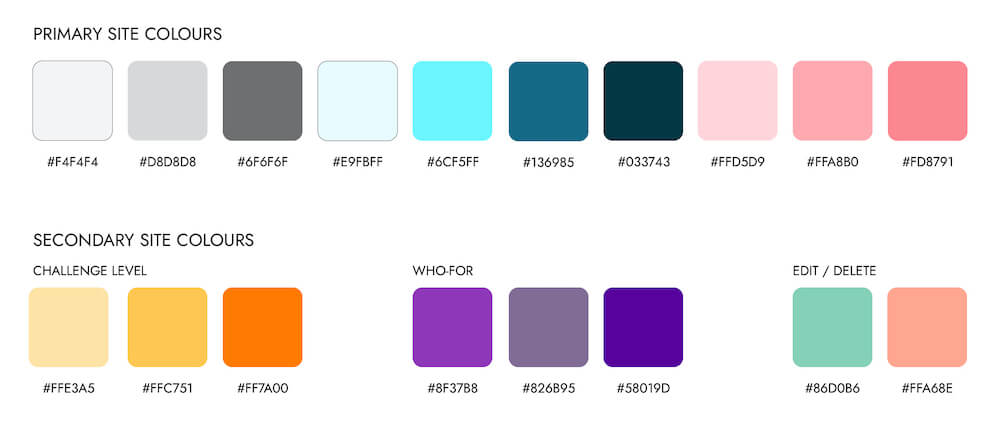 PRIMARY SITE COLOURS
#F4F4F4 #D8D8D8 #6F6F6F #E9FBFF #6CF5FF #136985 #033743 #FFD5D9 #FFA8B0 #FD8791
SECONDARY SITE COLOURS
CHALLENGE LEVEL WHO-FOR EDIT / DELETE
#FFE3A5 #FFC751 #FF7A00 #8F37B8 #826B95 #58019D #86D0B6 #FFA68E